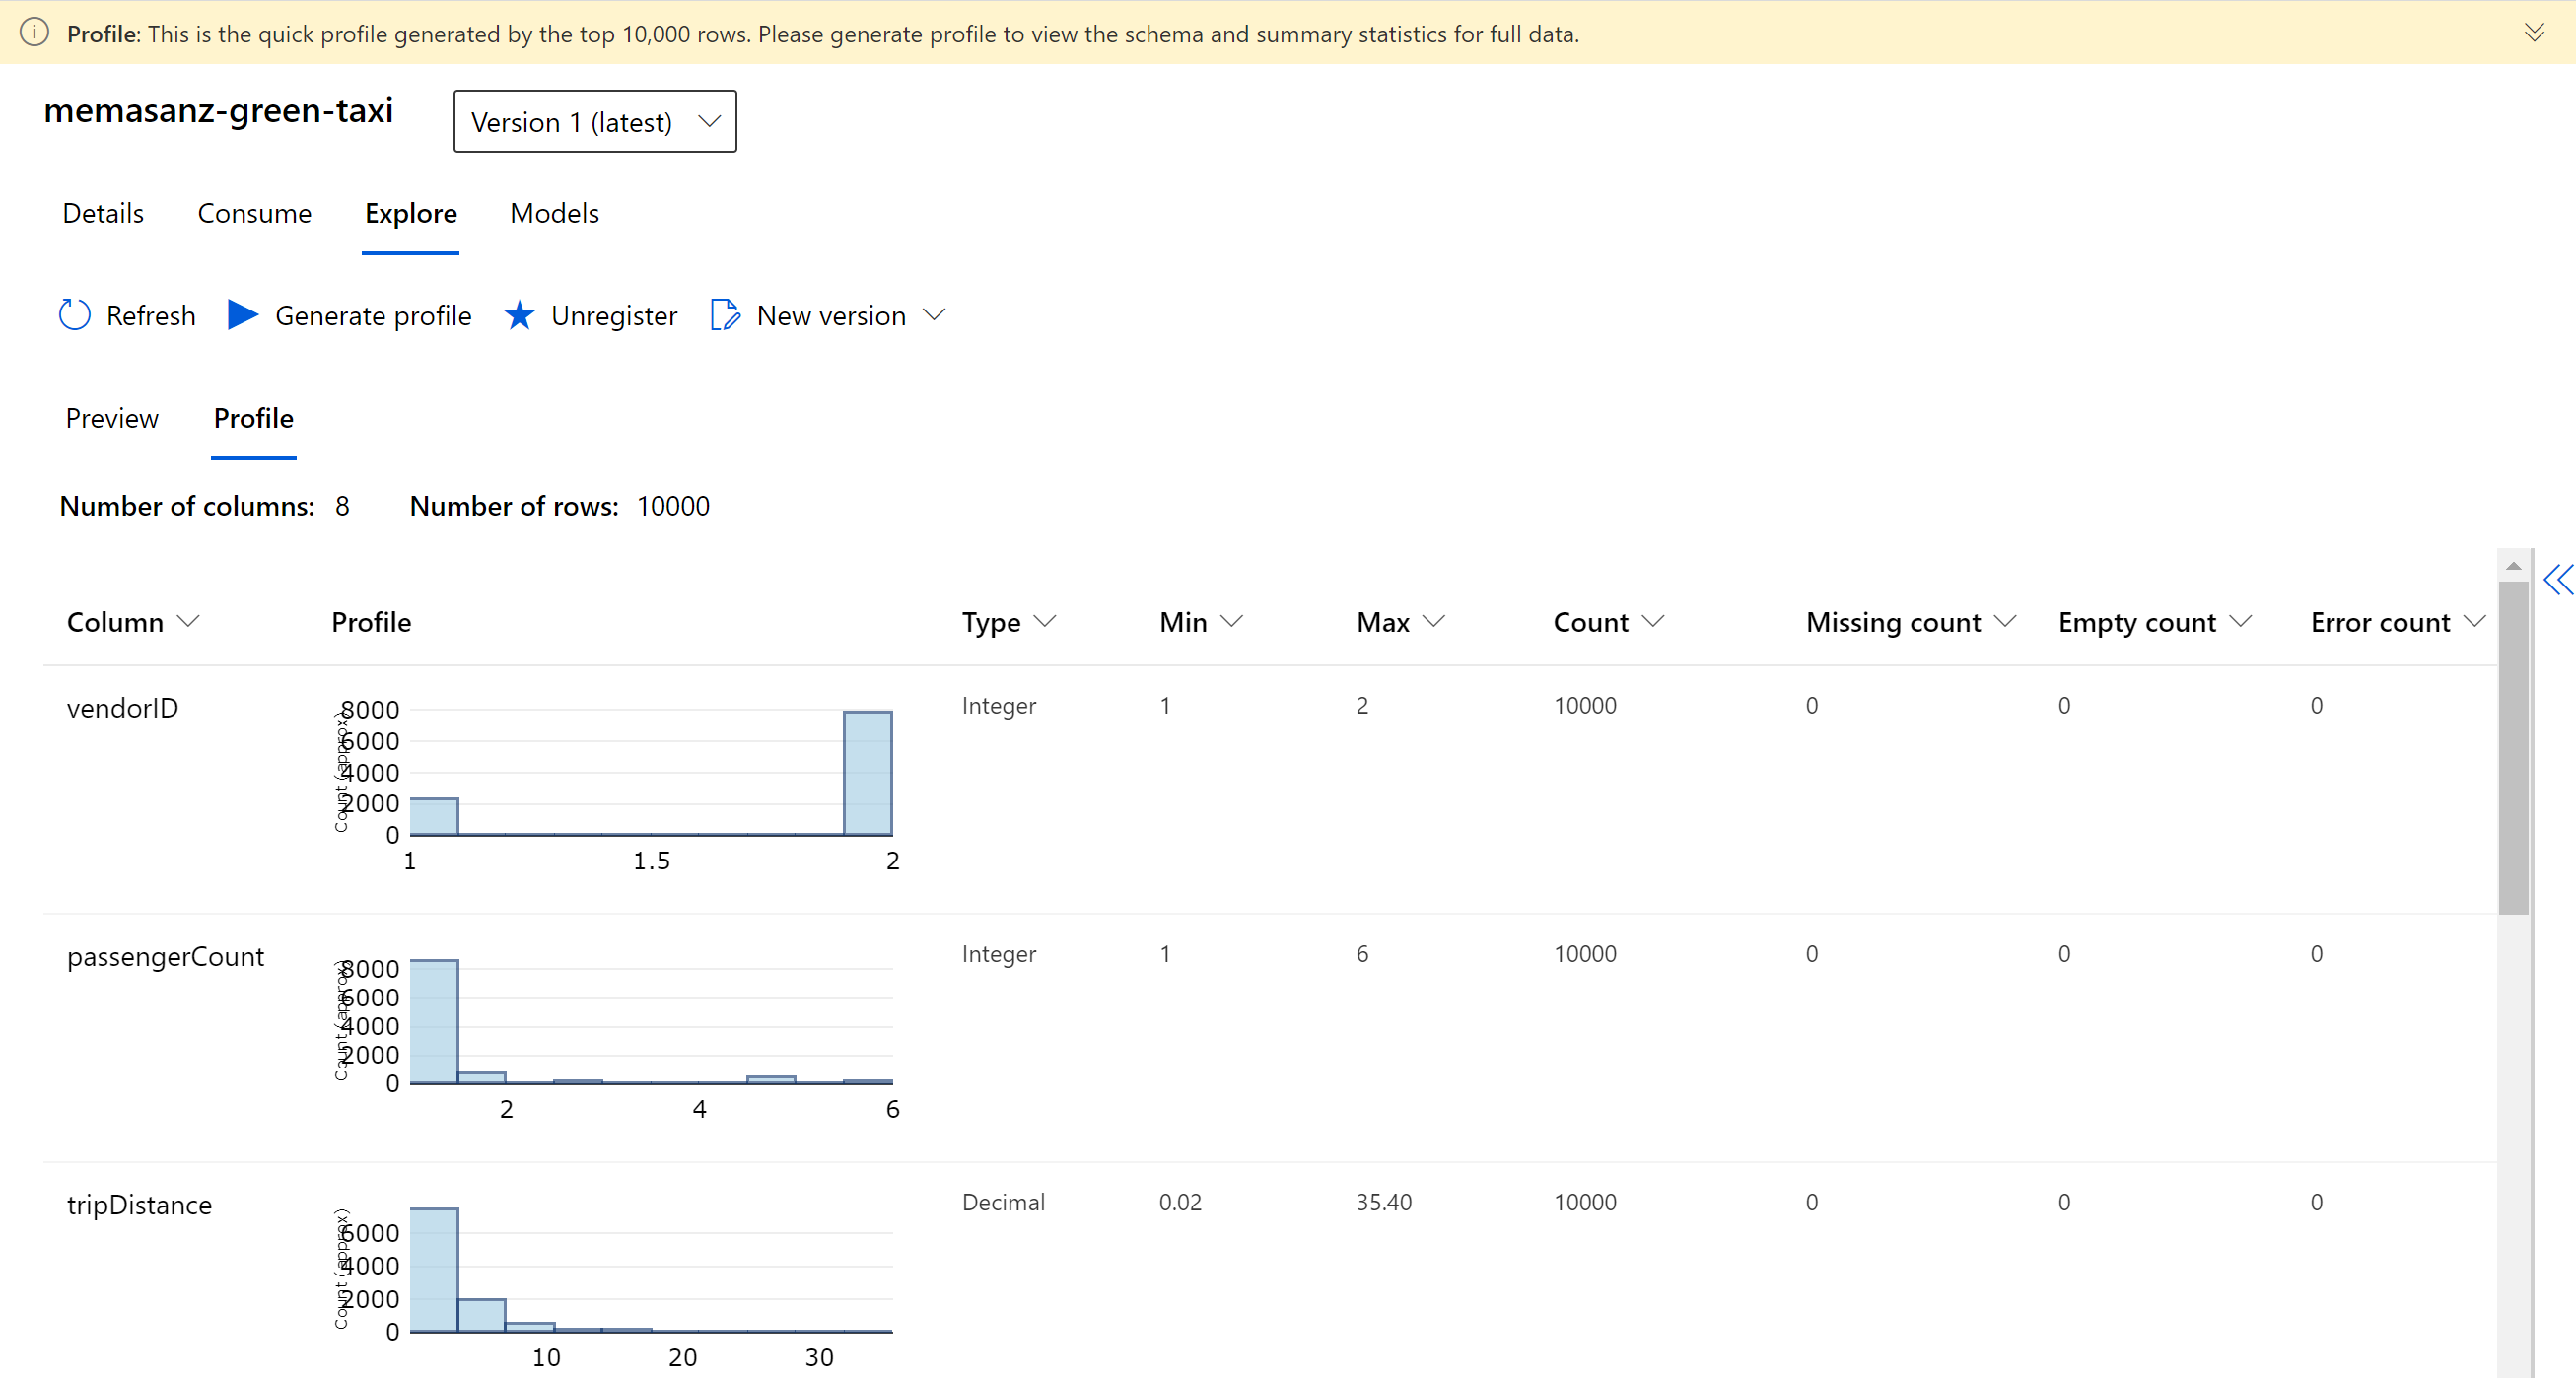 Profile: This is the quick profile generated by the top 10,000 rows. Please generate profile to view the schema and summary statistics for full data.
memasanz-green-taxi Version 1 (latest)
Details Consume Explore Models
Refresh Generate profile Unregister New version
Preview Profile
Number of columns: 8 Number of rows: 10000
Column Profile Type Min Max Count Missing count Empty count Error count
vendorID Integer 1 2 10000 0 0 0
Count (approx)
8000
6000
4000
2000
0
1 1.5 2
passengerCount Integer 1 6 10000 0 0 0
Count (approx)
8000
6000
4000
2000
0
2 4 6
tripDistance Decimal 0.02 35.40 10000 0 0 0
Count (approx)
6000
4000
2000
0
10 20 30